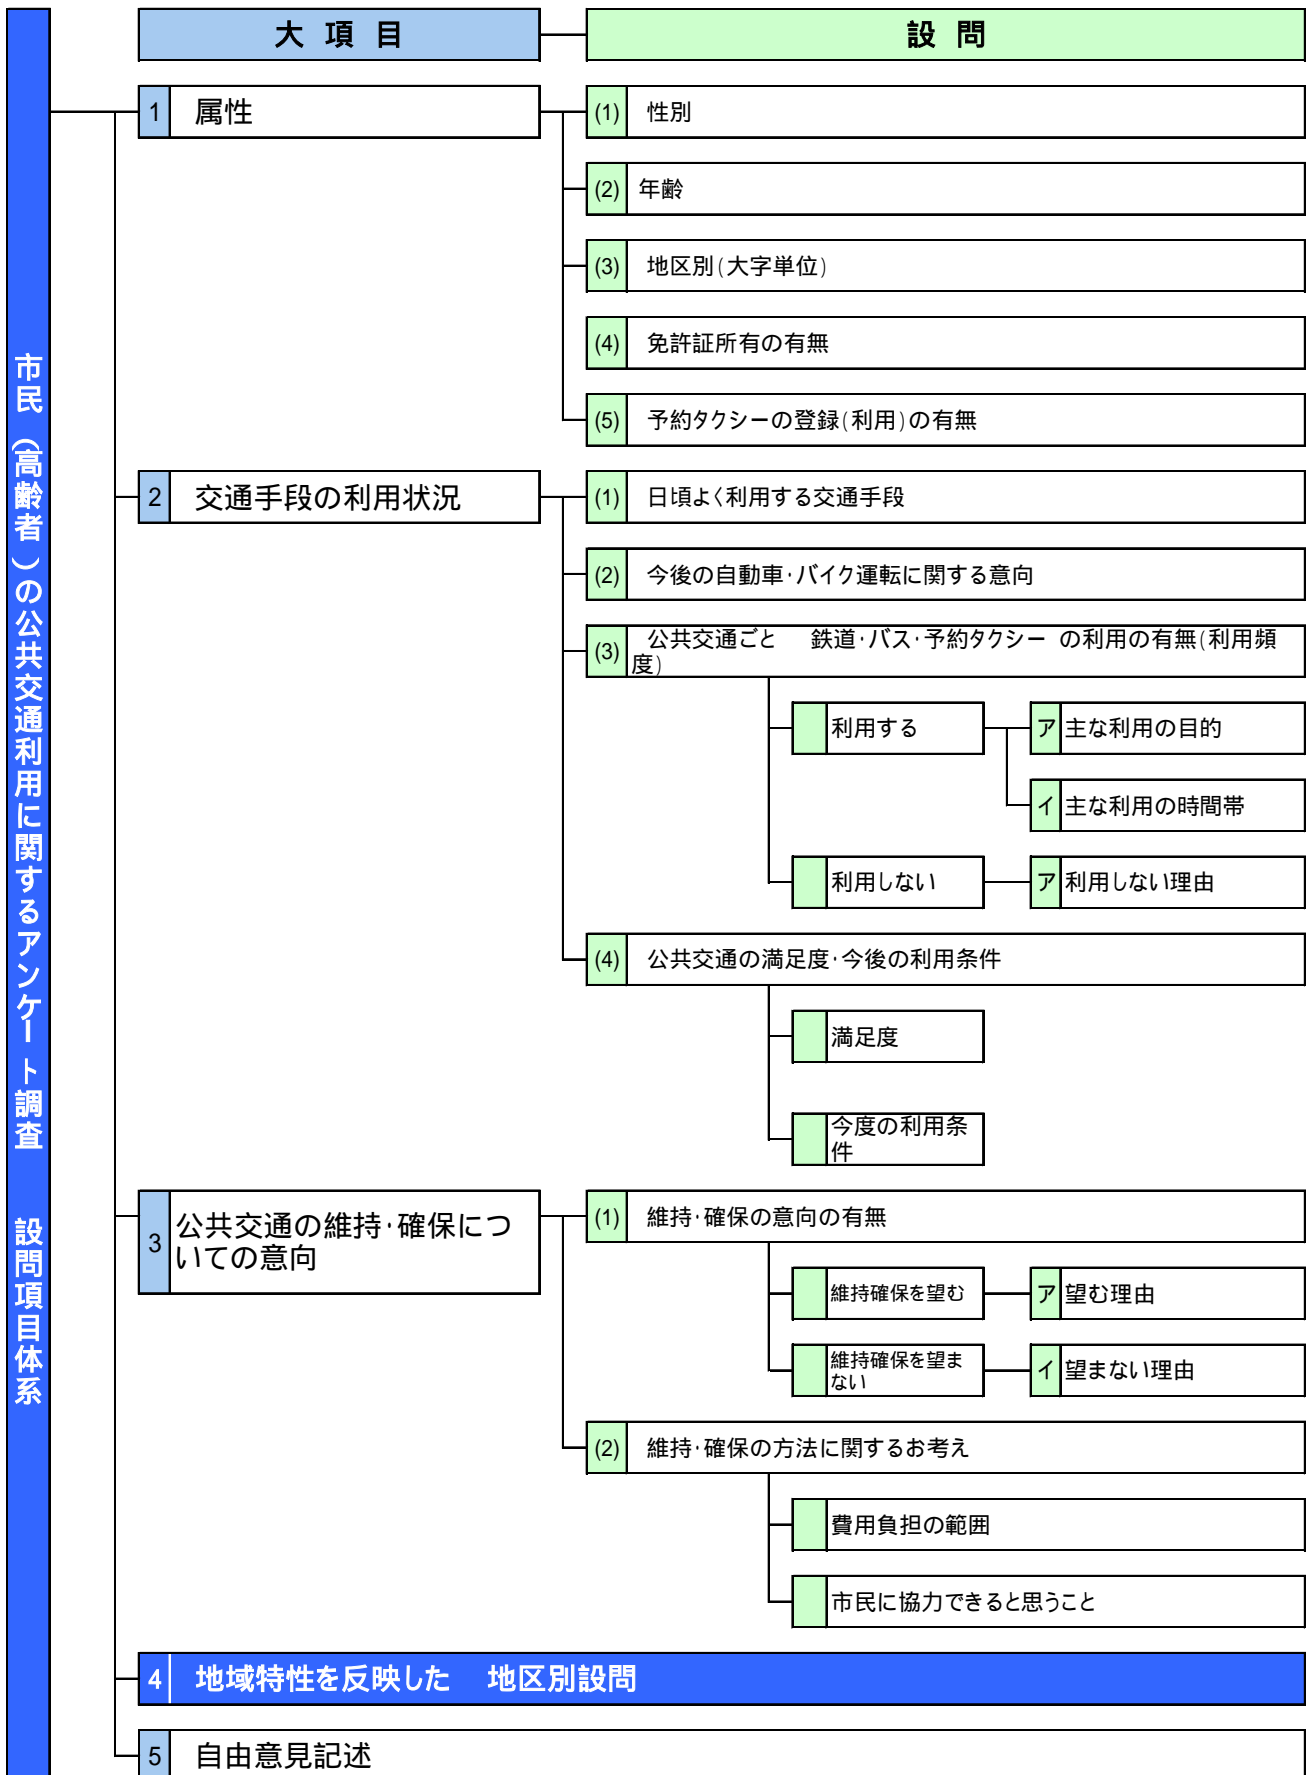 市民(高齢者)の公共交通利用に関するアンケート調査 設問項目体系
大 項 目
設 問
1 属性
(1) 性別
(2) 年齢
(3) 地区別(大字単位)
(4) 免許証所有の有無
(5) 予約タクシーの登録(利用)の有無
2 交通手段の利用状況
(1) 日頃よく利用する交通手段
(2) 今後の自動車・バイク運転に関する意向
(3) 公共交通ごと 鉄道・バス・予約タクシー の利用の有無(利用頻
度)
利用する
ア 主な利用の目的
イ 主な利用の時間帯
利用しない
ア 利用しない理由
(4) 公共交通の満足度・今後の利用条件
満足度
今度の利用条
件
3 公共交通の維持・確保につ
いての意向
(1) 維持・確保の意向の有無
維持確保を望む
ア 望む理由
維持確保を望ま
ない
イ 望まない理由
(2) 維持・確保の方法に関するお考え
費用負担の範囲
市民に協力できると思うこと
4 地域特性を反映した 地区別設問
5 自由意見記述